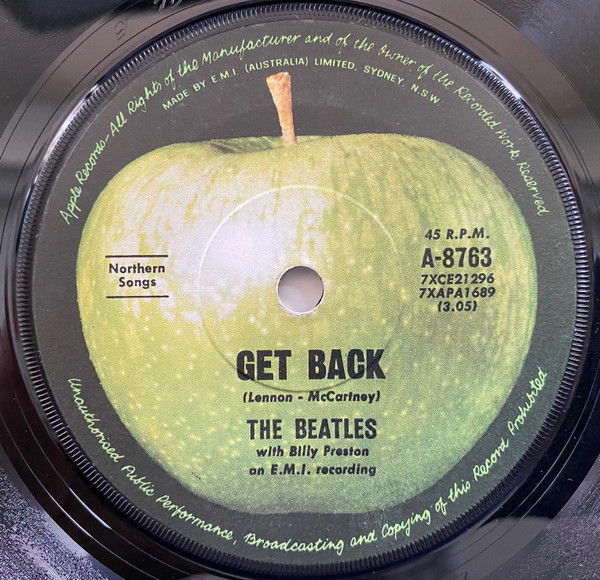 Apple Records—All Rights of the Manufacturer and of the Owner of the Recorded Work Reserved
MADE BY E.M.I (AUSTRALIA) LIMITED, SYDNEY, N.S.W
Northern
Songs
45 R.P.M.
A-8763
7XCE21296
7XAPA1689
(3.05)
GET BACK
(Lennon - McCartney)
THE BEATLES
with Billy Preston
an E.M.I. recording
Unauthorised Public Performance, Broadcasting and Copying of this Record Prohibited